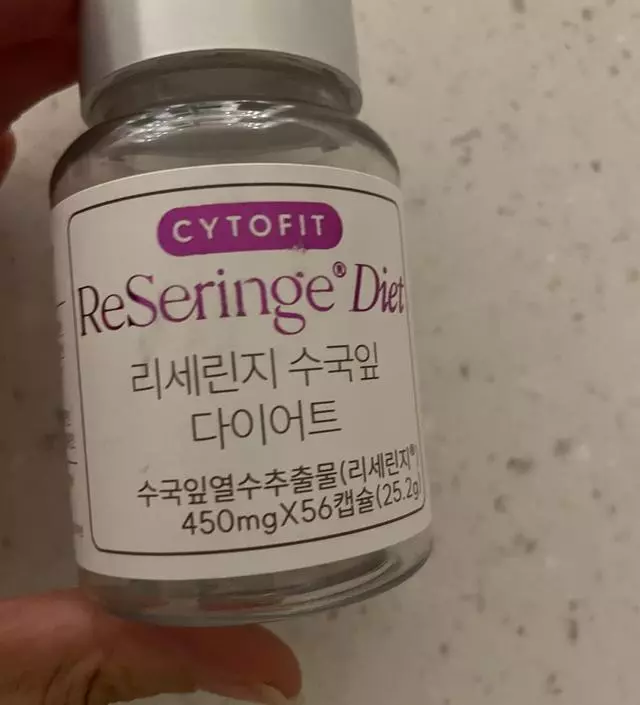 CYTOFIT
ReSeringe® Diet
리세린지 수국잎
다이어트
수국잎열수추출물(리세린지®)
450mgX56캡슐(25.2g)